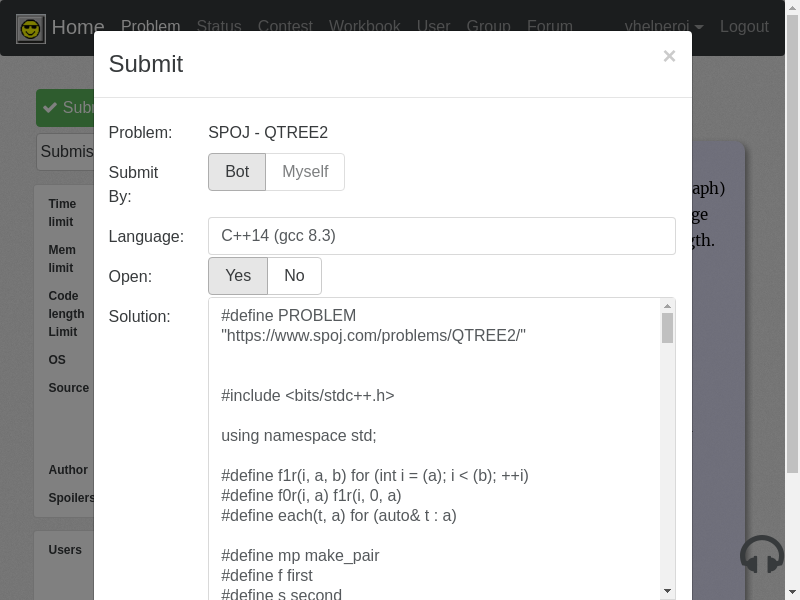 Home Problem Status Contest Workbook User Group Forum vhelperoj Logout
Submit ×
Problem: SPOJ - QTREE2
Submit By: Bot Myself
Language: C++14 (gcc 8.3)
Open: Yes No
Solution:
#define PROBLEM
"https://www.spoj.com/problems/QTREE2/"
#include <bits/stdc++.h>
using namespace std;
#define f1r(i, a, b) for (int i = (a); i < (b); ++i)
#define f0r(i, a) f1r(i, 0, a)
#define each(t, a) for (auto& t : a)
#define mp make_pair
#define f first
#define s second
Subm
Submis
Time
limit
Mem
limit
Code
length
Limit
OS
Source
Author
Spoilers
Users
aph)
ge
gth.